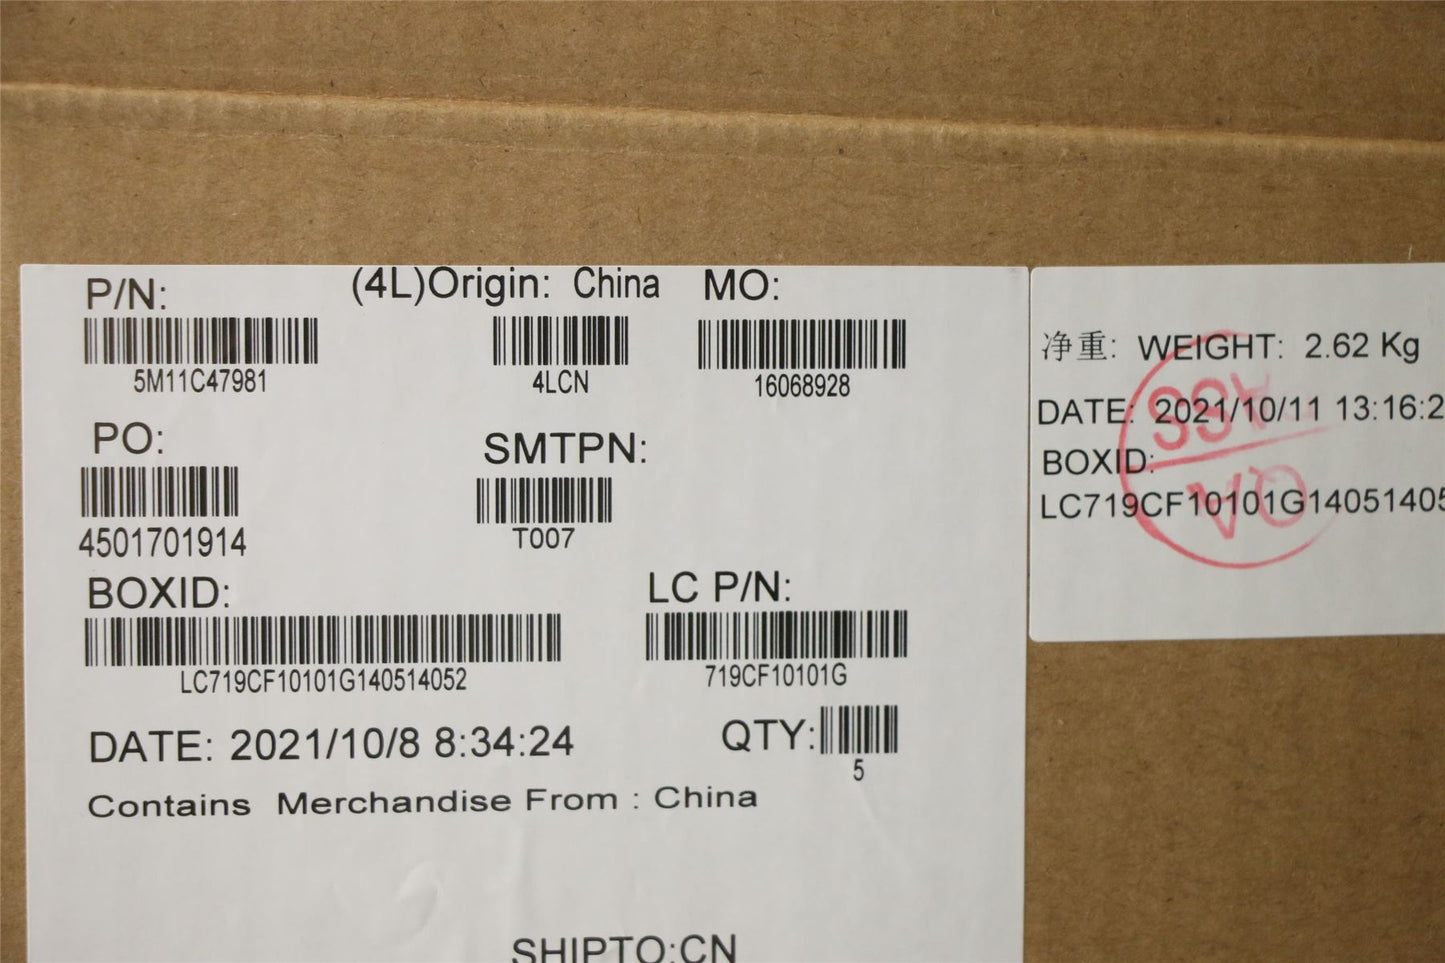 P/N: (4L)Origin: China MO:
5M11C47981 4LCN 16068928
PO: SMTPN:
4501701914 T007
BOXID: LC P/N:
LC719CF10101G140514052 719CF10101G
DATE: 2021/10/8 8:34:24 QTY:
5
Contains Merchandise From : China
SHIPTO:CN
净重: WEIGHT: 2.62 Kg
DATE: 2021/10/11 13:16:2
BOXID:
LC719CF10101G14051405
QA